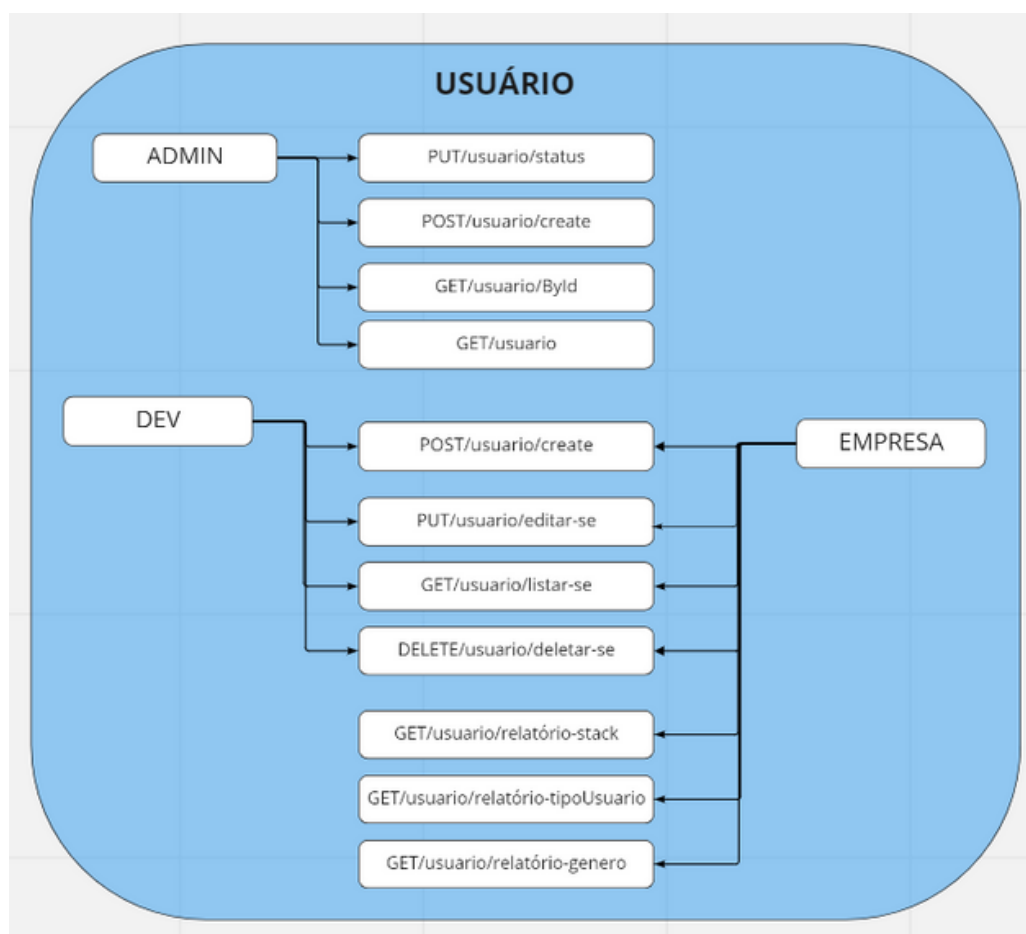 USUÁRIO
ADMIN
PUT/usuario/status
POST/usuario/create
GET/usuario/ById
GET/usuario
DEV
POST/usuario/create
EMPRESA
PUT/usuario/editar-se
GET/usuario/listar-se
DELETE/usuario/deletar-se
GET/usuario/relatório-stack
GET/usuario/relatório-tipoUsuario
GET/usuario/relatório-genero